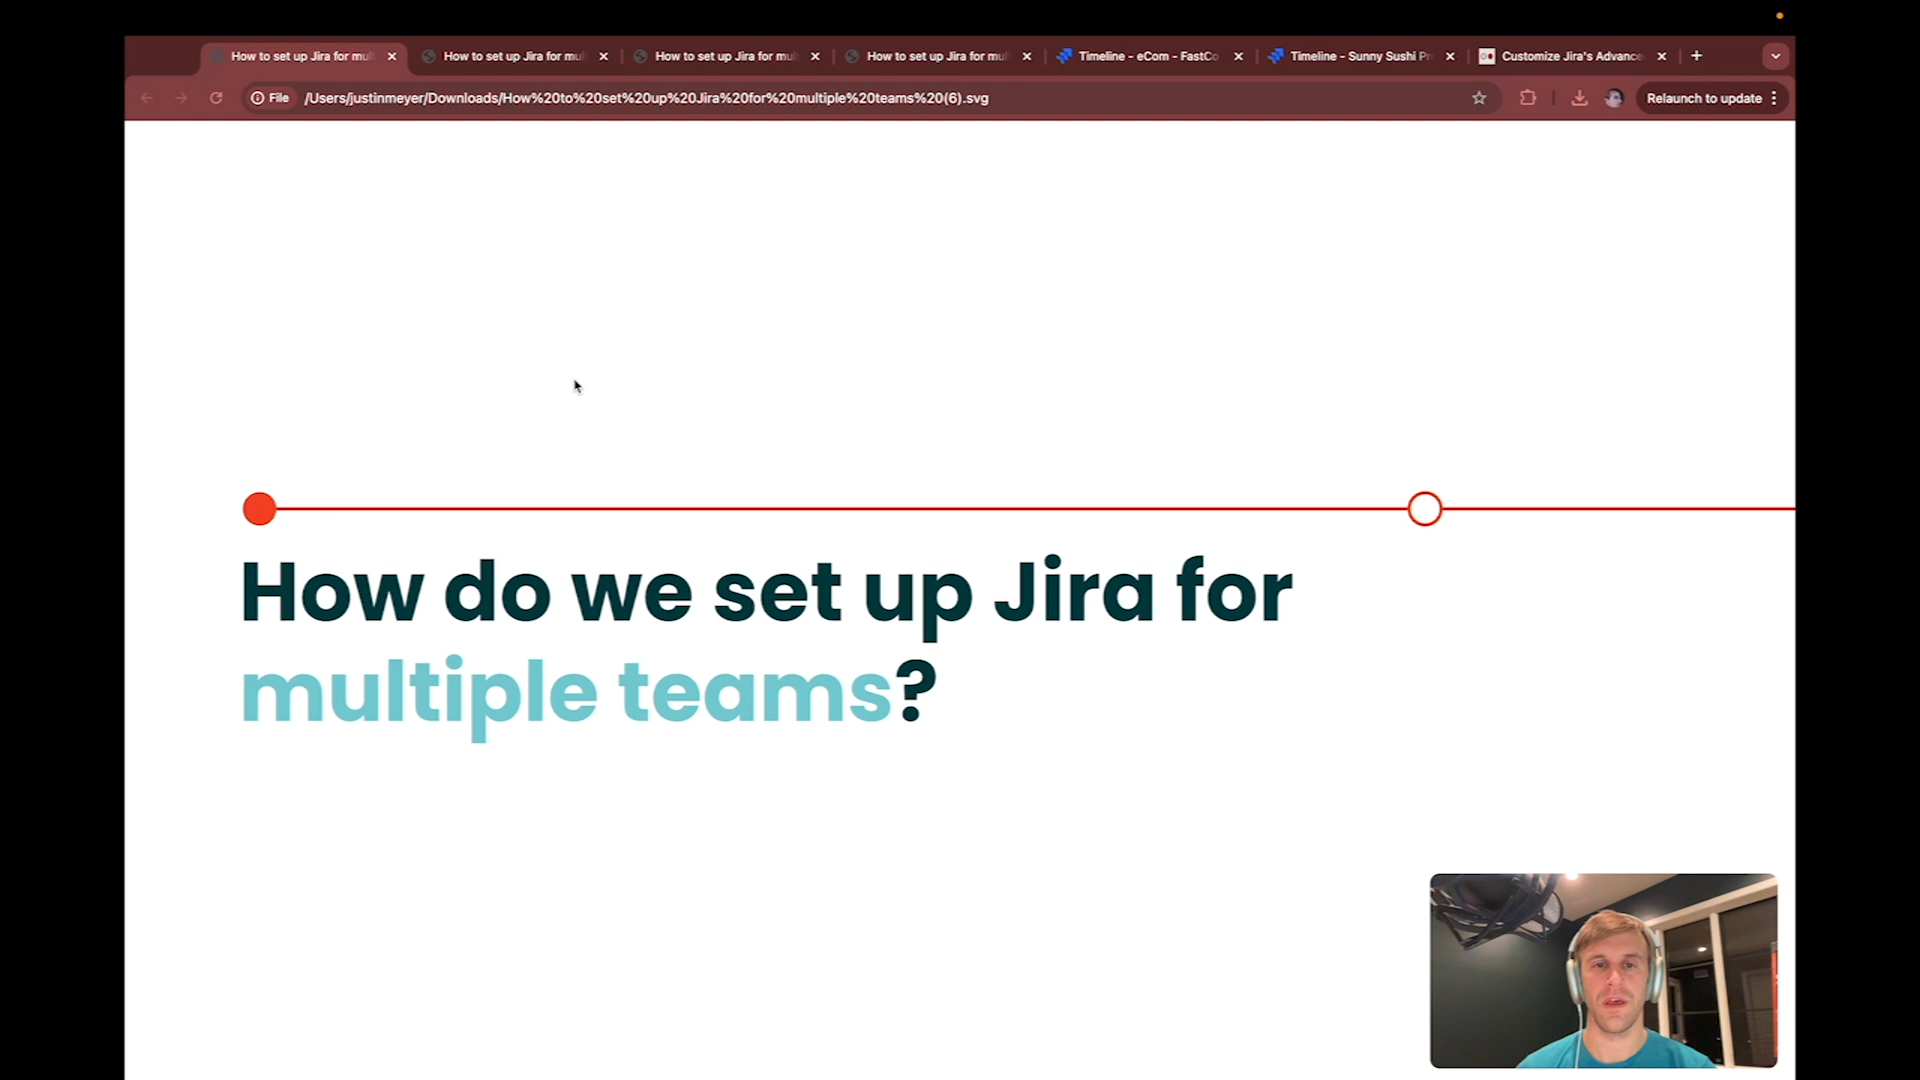 How to set up Jira for mul
How to set up Jira for mu
How to set up Jira for mu
How to set up Jira for mul
Timeline - eCom - FastCo
Timeline - Sunny Sushi Pr
Customize Jira's Advance
File
/Users/justinmeyer/Downloads/How%20to%20set%20up%20Jira%20for%20multiple%20teams%20(6).svg
Relaunch to update
How do we set up Jira for
multiple teams?